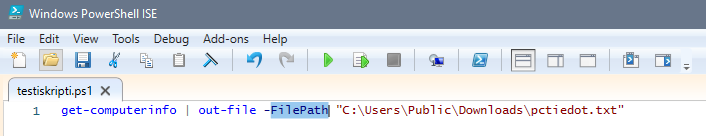 Windows PowerShell ISE
File Edit View Tools Debug Add-ons Help
testiskripti.ps1 X
1 get-computerinfo | out-file -FilePath "C:\Users\Public\Downloads\pctiedot.txt"